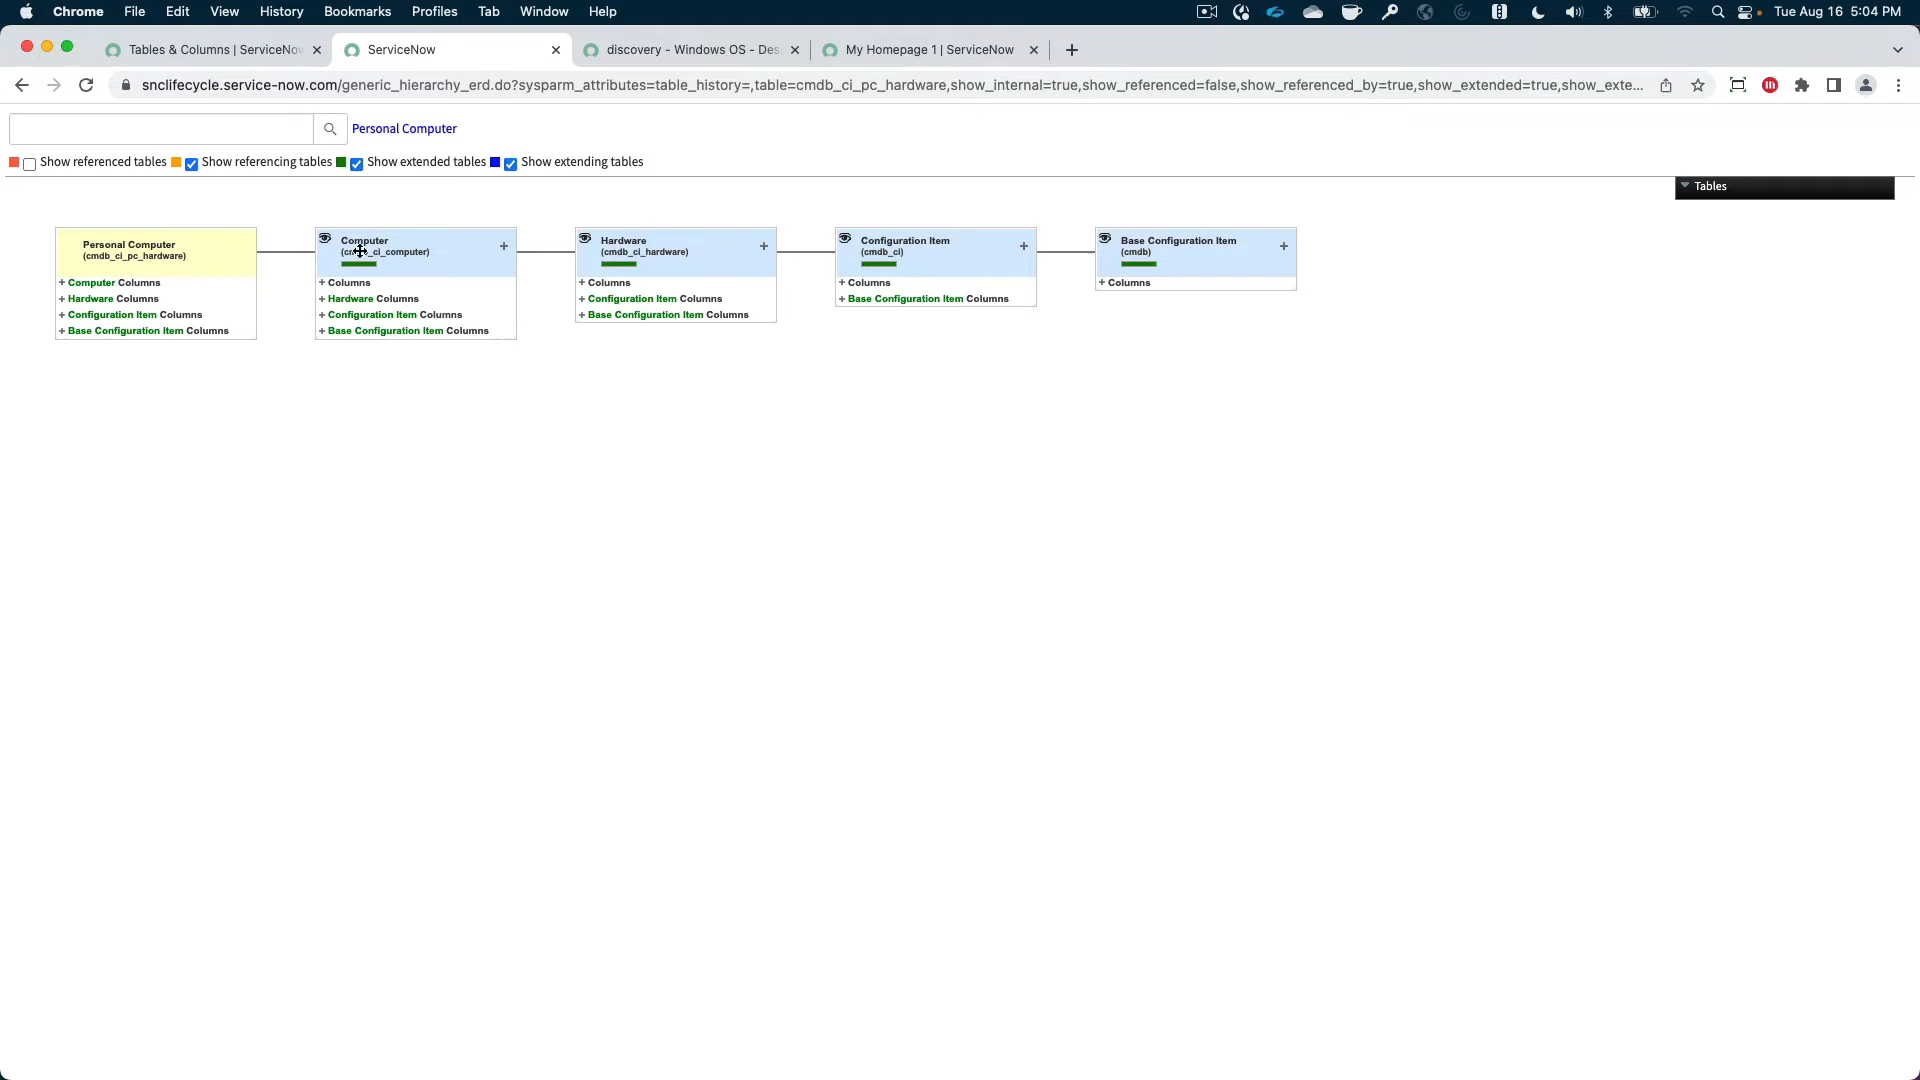 Chrome File Edit View History Bookmarks Profiles Tab Window Help Tue Aug 16 5:04 PM
Tables & Columns | ServiceNow ServiceNow discovery - Windows OS - Des My Homepage 1 | ServiceNow
snclifecycle.service-now.com/generic_hierarchy_erd.do?sysparm_attributes=table_history=,table=cmdb_ci_pc_hardware,show_internal=true,show_referenced=false,show_referenced_by=true,show_extended=true,show_exte...
Personal Computer
Show referenced tables Show referencing tables Show extended tables Show extending tables
Tables
Personal Computer
(cmdb_ci_pc_hardware)
+ Computer Columns
+ Hardware Columns
+ Configuration Item Columns
+ Base Configuration Item Columns
Computer +
_ci_computer)
+ Columns
+ Hardware Columns
+ Configuration Item Columns
+ Base Configuration Item Columns
Hardware +
(cmdb_ci_hardware)
+ Columns
+ Configuration Item Columns
+ Base Configuration Item Columns
Configuration Item +
(cmdb_ci)
+ Columns
+ Base Configuration Item Columns
Base Configuration Item +
(cmdb)
+ Columns